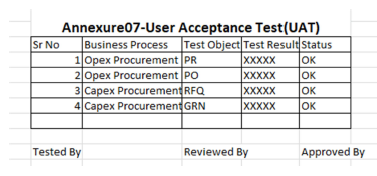 Annexure07-User Acceptance Test(UAT)
Sr No Business Process Test Object Test Result Status
1 Opex Procurement PR XXXXX OK
2 Opex Procurement PO XXXXX OK
3 Capex Procurement RFQ XXXXX OK
4 Capex Procurement GRN XXXXX OK
Tested By Reviewed By Approved By